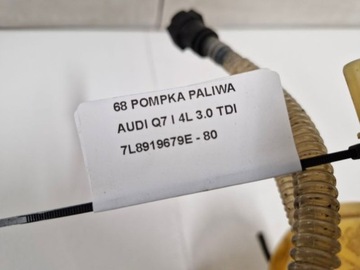 68 POMPKA PALIWA
AUDI Q7 I 4L 3.0 TDI
7L8919679E - 80